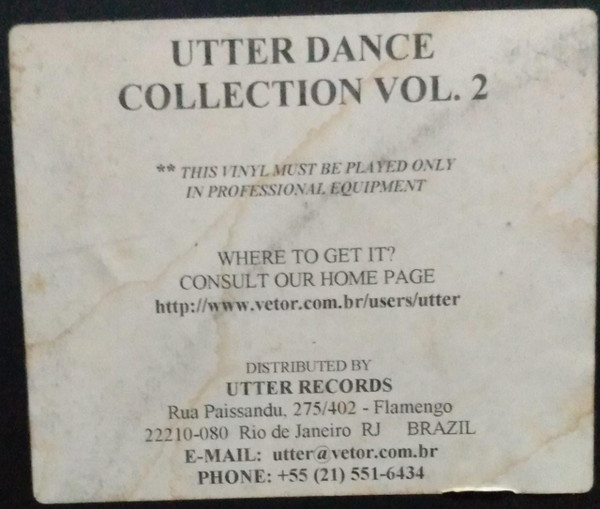 UTTER DANCE
COLLECTION VOL. 2
** THIS VINYL MUST BE PLAYED ONLY
IN PROFESSIONAL EQUIPMENT
WHERE TO GET IT?
CONSULT OUR HOME PAGE
http://www.vetor.com.br/users/utter
DISTRIBUTED BY
UTTER RECORDS
Rua Paissandu, 275/402 - Flamengo
22210-080 Rio de Janeiro RJ BRAZIL
E-MAIL: utter@vetor.com.br
PHONE: +55 (21) 551-6434